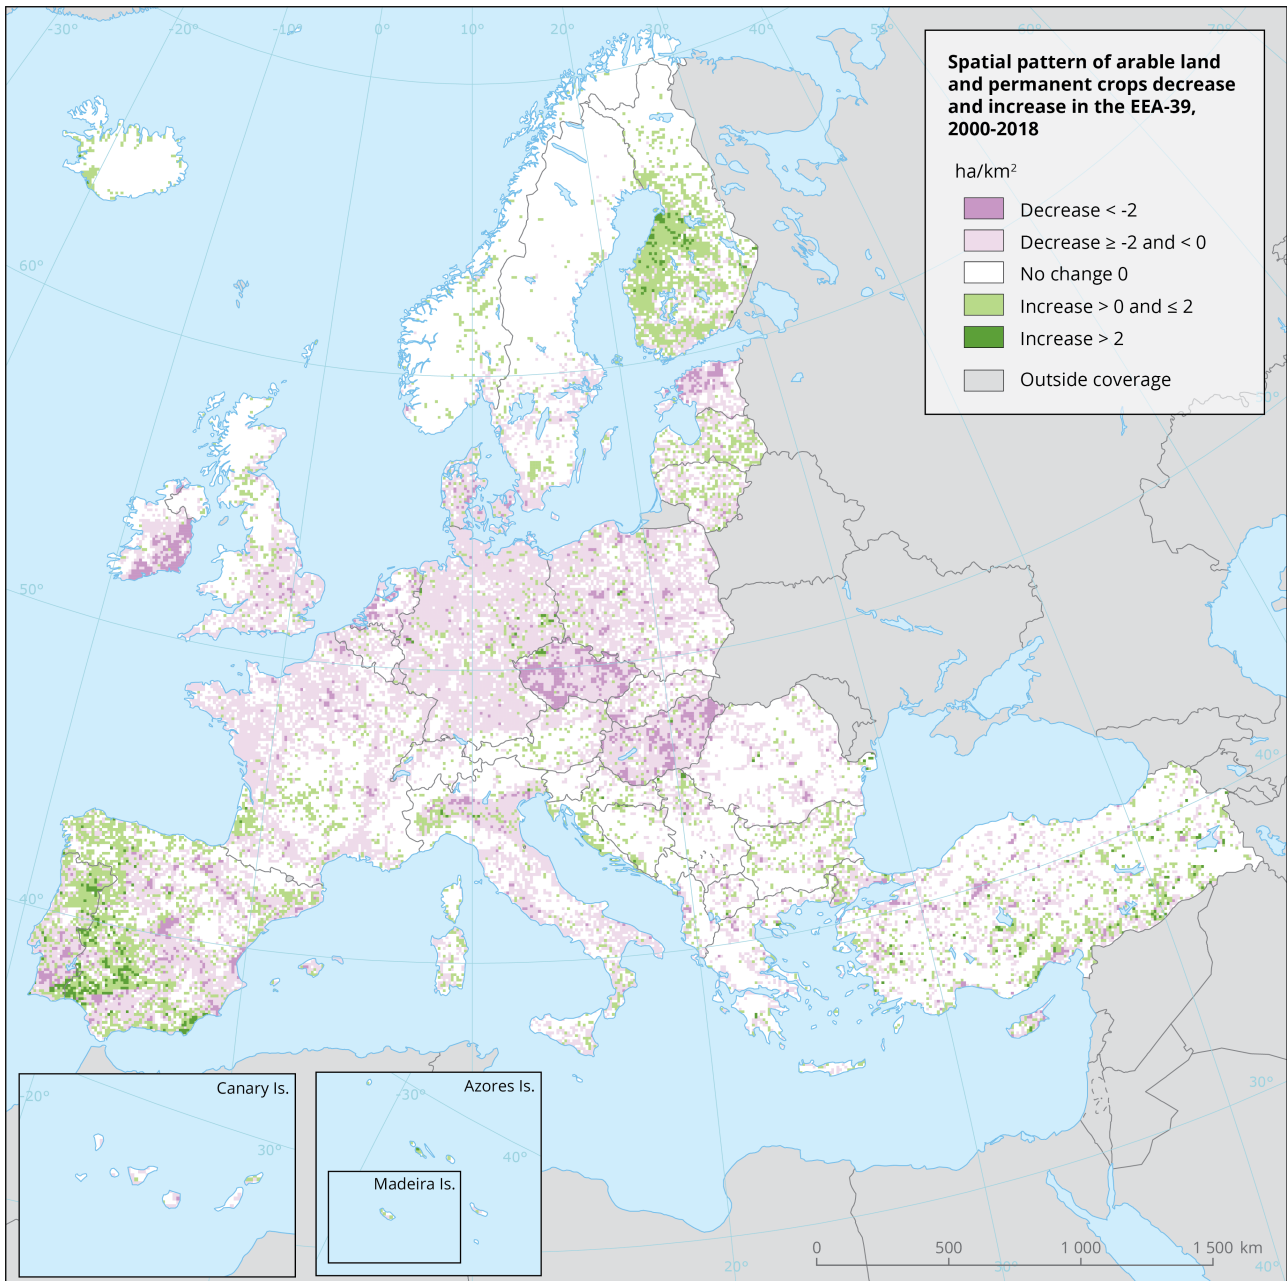 -30°
-20°
-10°
0°
10°
20°
30°
40°
50°
60°
70°
Spatial pattern of arable land
and permanent crops decrease
and increase in the EEA-39,
2000-2018
ha/km²
Decrease < -2
Decrease ≥ -2 and < 0
No change 0
Increase > 0 and ≤ 2
Increase > 2
Outside coverage
60°
50°
50°
40°
40°
Canary Is.
-20°
30°
Azores Is.
-30°
40°
Madeira Is.
30°
0 500 1 000 1 500 km
20°
30°
40°